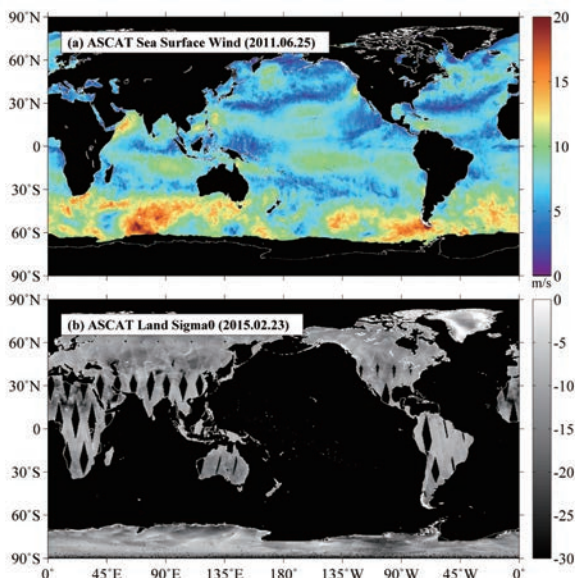 90°N
60°N
30°N
0°
30°S
60°S
90°S
(a) ASCAT Sea Surface Wind (2011.06.25)
20
15
10
5
0
m/s
90°N
60°N
30°N
0°
30°S
60°S
90°S
(b) ASCAT Land Sigma0 (2015.02.23)
0
-5
-10
-15
-20
-25
-30
0° 45°E 90°E 135°E 180° 135°W 90°W 45°W 0°